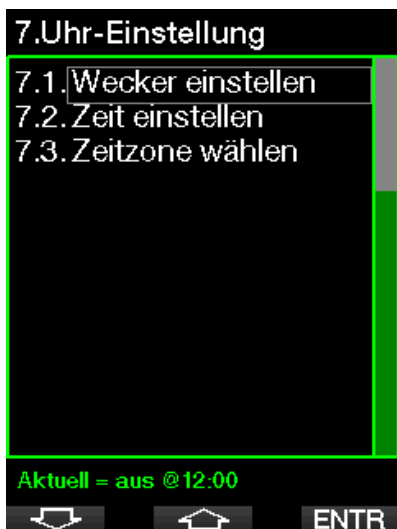 7.Uhr-Einstellung
7.1.Wecker einstellen
7.2.Zeit einstellen
7.3.Zeitzone wählen
Aktuell = aus @12:00
ENTR